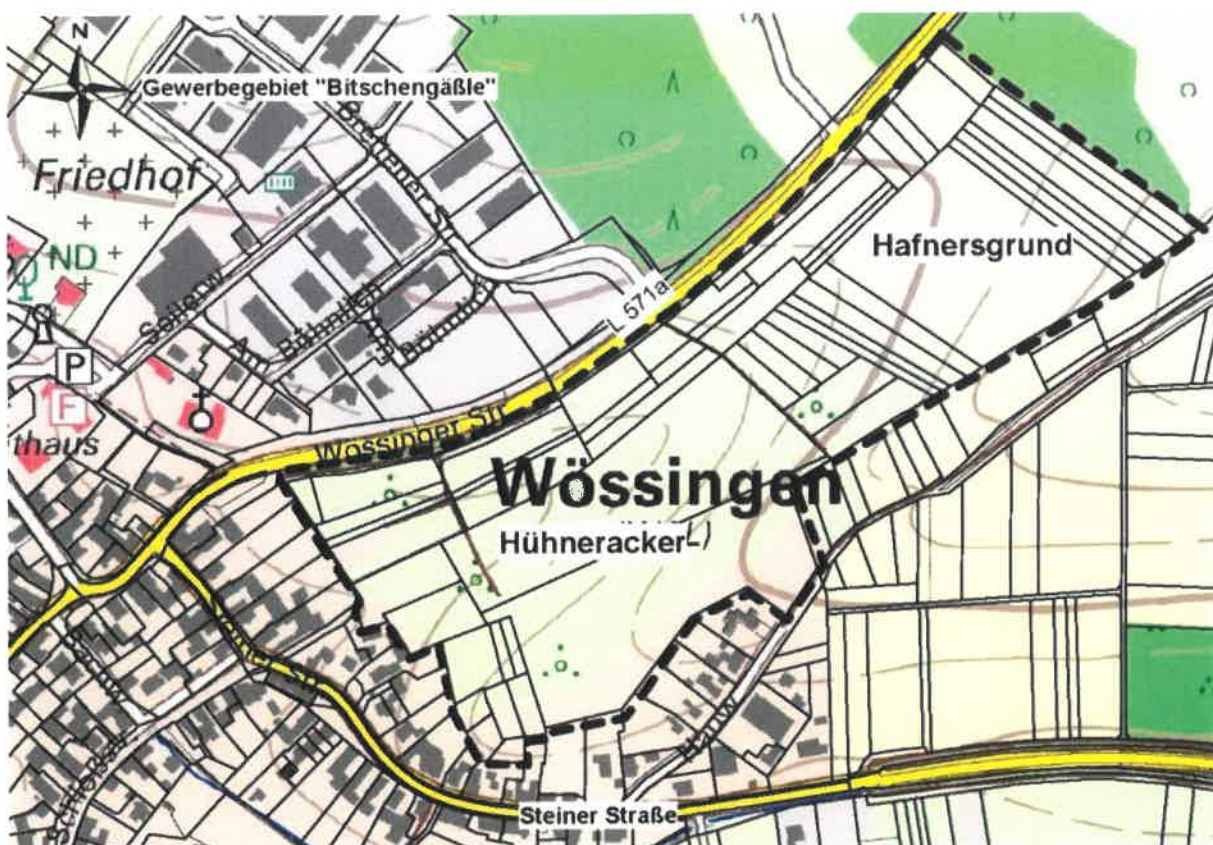 N
Gewerbegebiet "Bitschengäßle"
Friedhof
ND
Hafnersgrund
L 571a
P
F
thaus
Wössinger Str
Wössingen
Hühneracker
L)
Steiner Straße